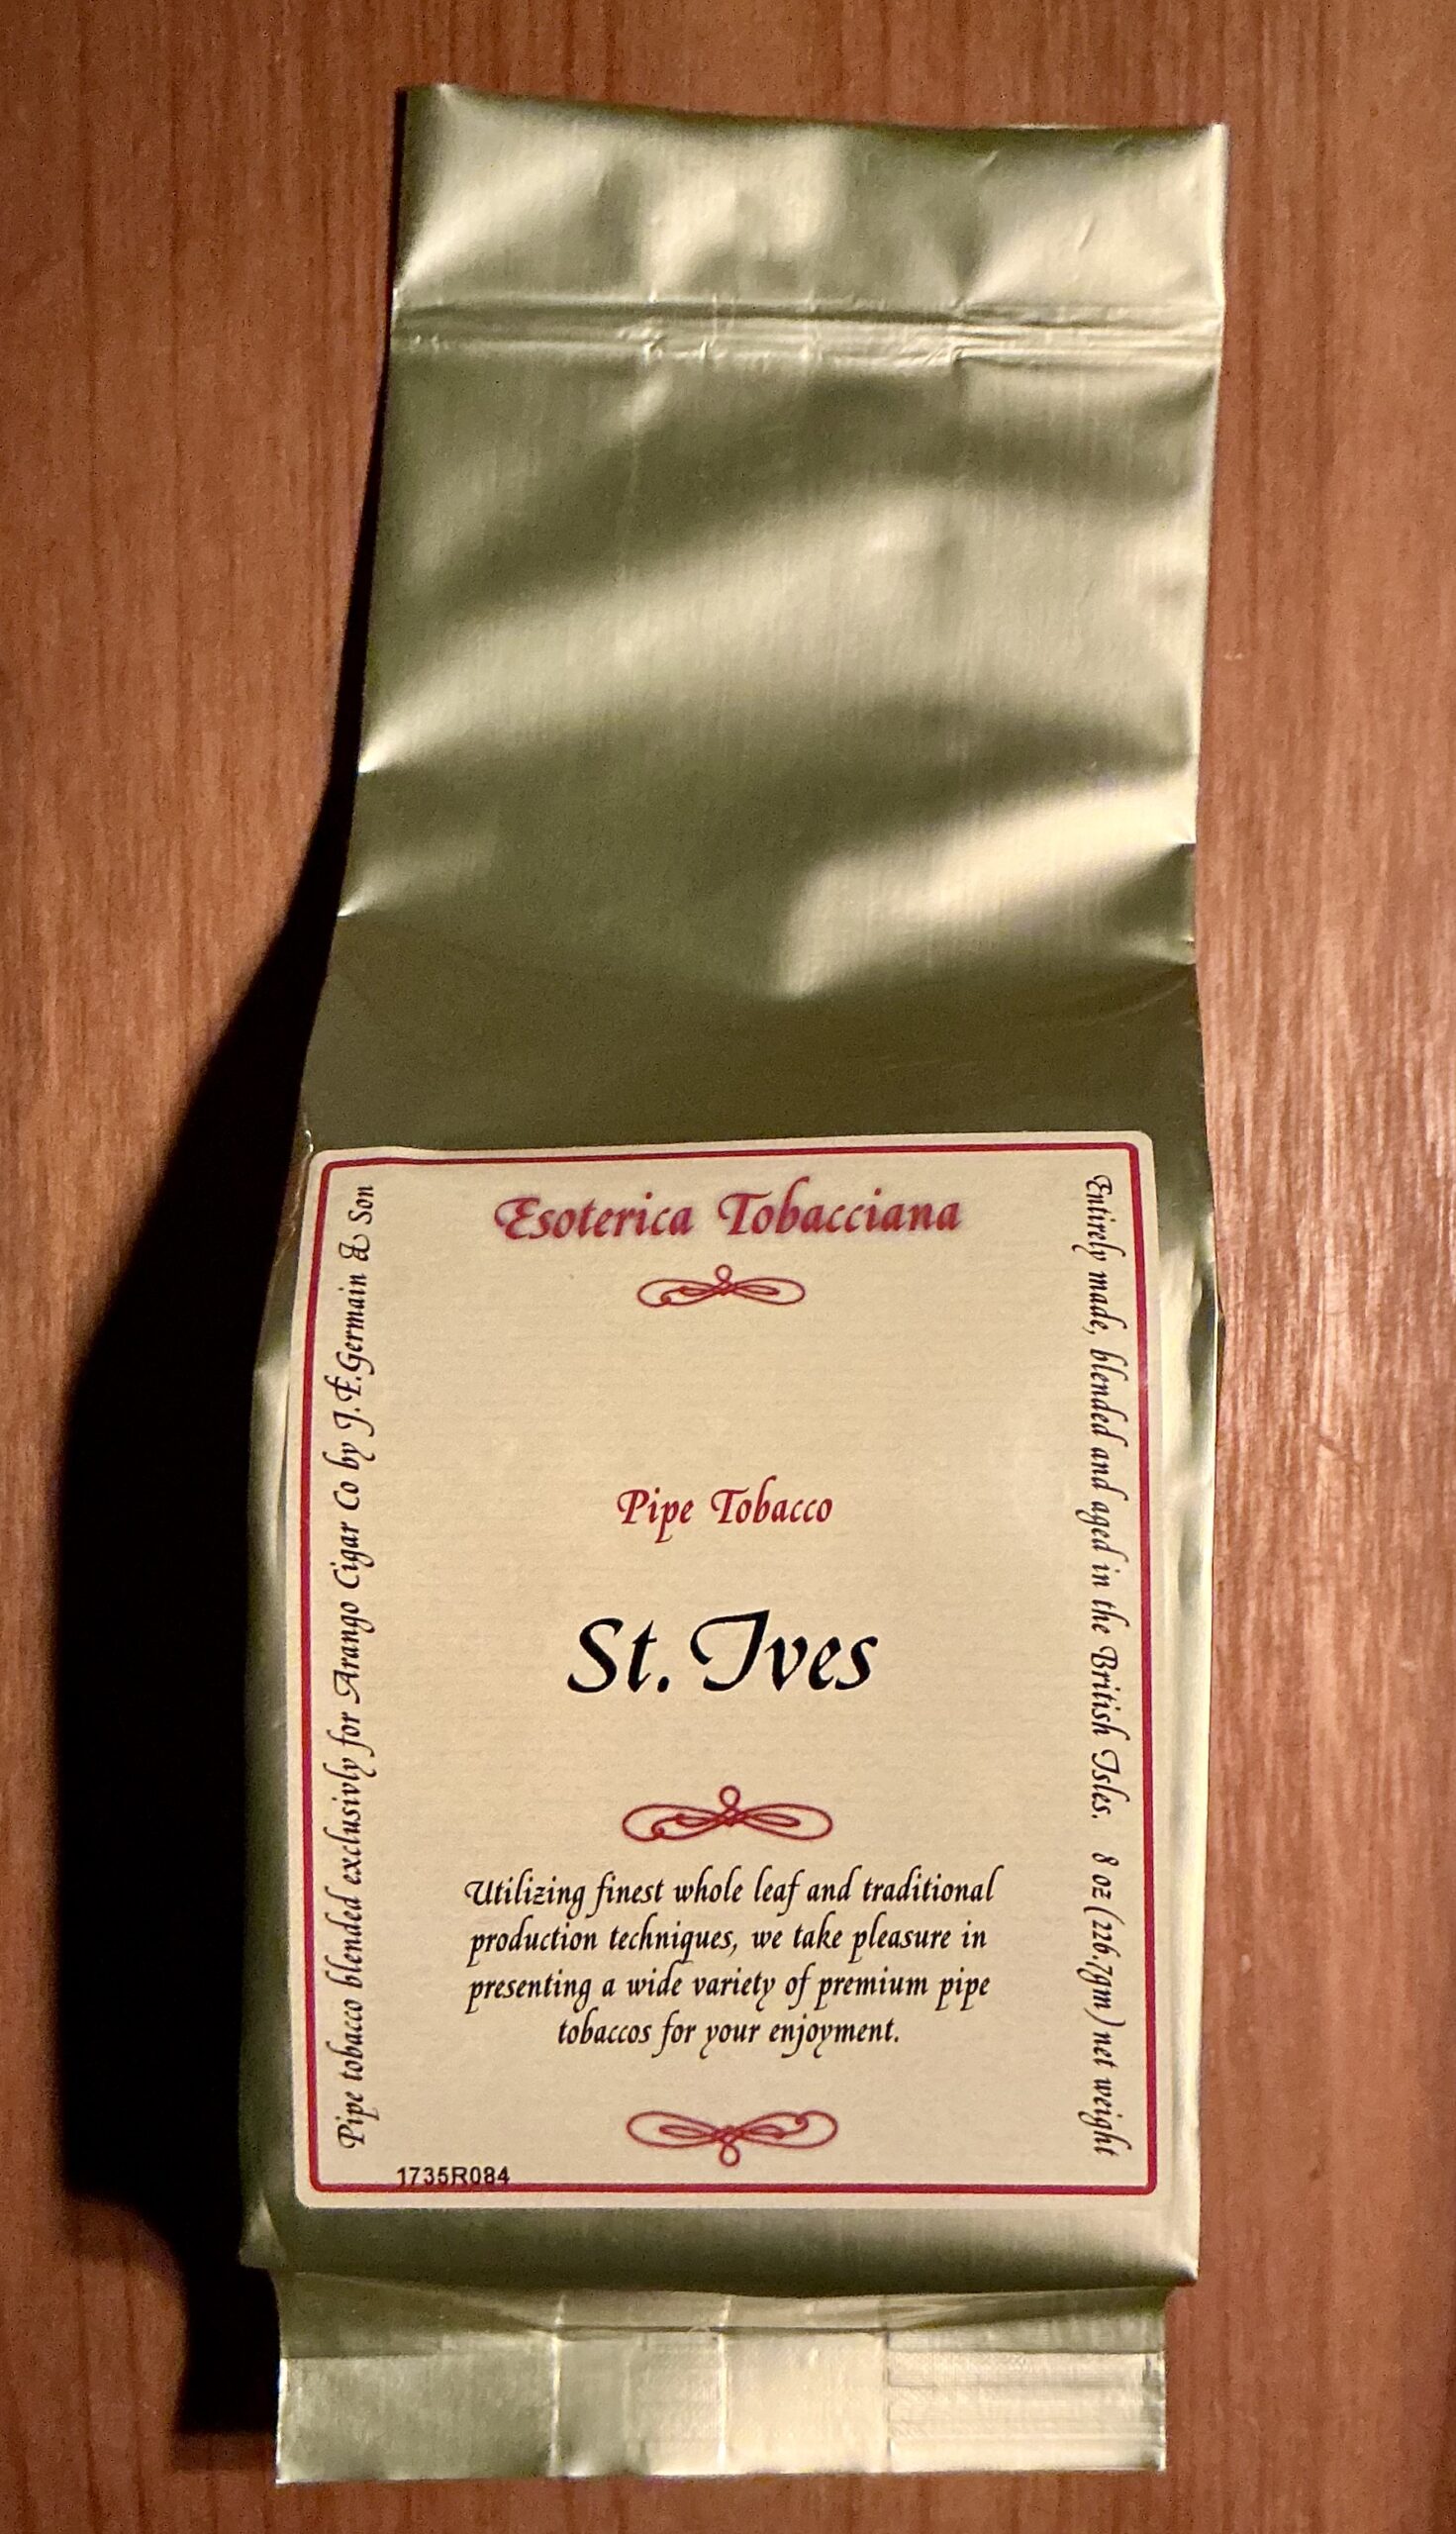 Esoterica Tobacciana
Pipe Tobacco
St. Ives
Utilizing finest whole leaf and traditional
production techniques, we take pleasure in
presenting a wide variety of premium pipe
tobaccos for your enjoyment.
1735R084
Pipe tobacco blended exclusivly for Arango Cigar Co by J.F.Germain & Son
Entirely made, blended and aged in the British Isles. 8 oz (226.7gm) net weight